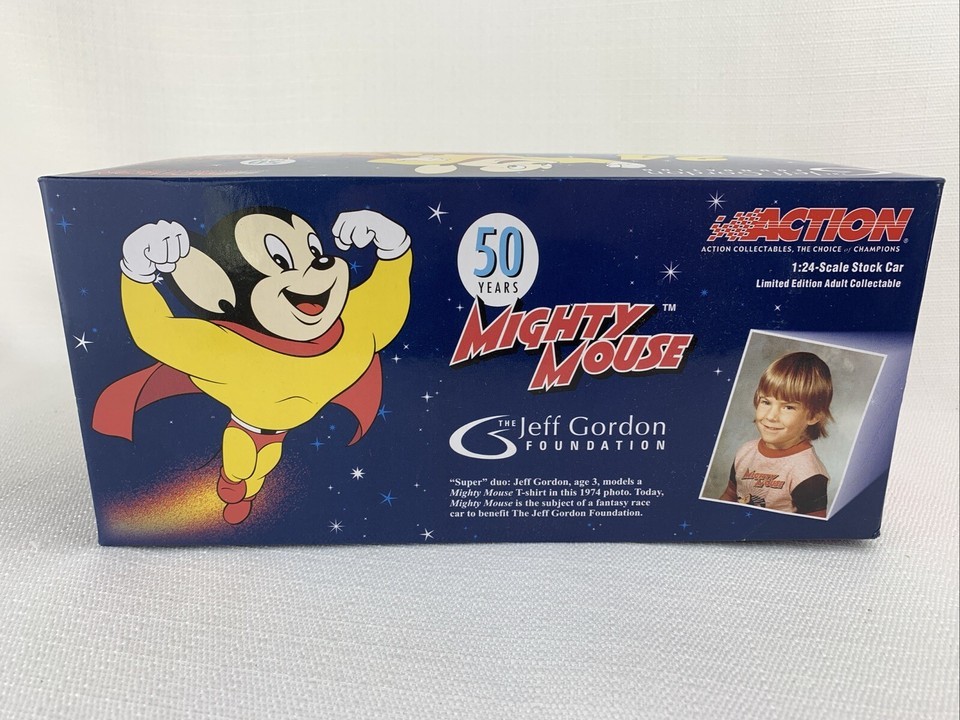 50
YEARS
MIGHTY
MOUSE™
THE Jeff Gordon
FOUNDATION
"Super" duo: Jeff Gordon, age 3, models a
Mighty Mouse T-shirt in this 1974 photo. Today,
Mighty Mouse is the subject of a fantasy race
car to benefit The Jeff Gordon Foundation.
ACTION®
ACTION COLLECTABLES, THE CHOICE of CHAMPIONS
1:24-Scale Stock Car
Limited Edition Adult Collectable
MIGHTY
MOUSE